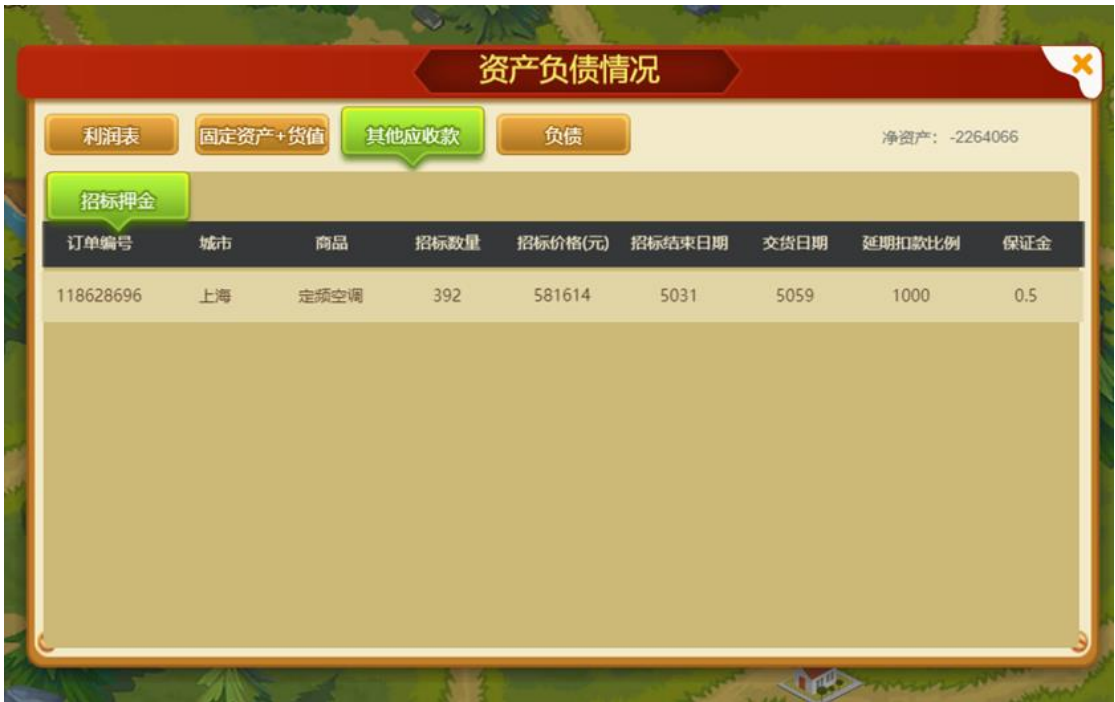 资产负债情况
利润表 固定资产+货值 其他应收款 负债 净资产: -2264066
招标押金
订单编号 城市 商品 招标数量 招标价格(元) 招标结束日期 交货日期 延期扣款比例 保证金
118628696 上海 定频空调 392 581614 5031 5059 1000 0.5